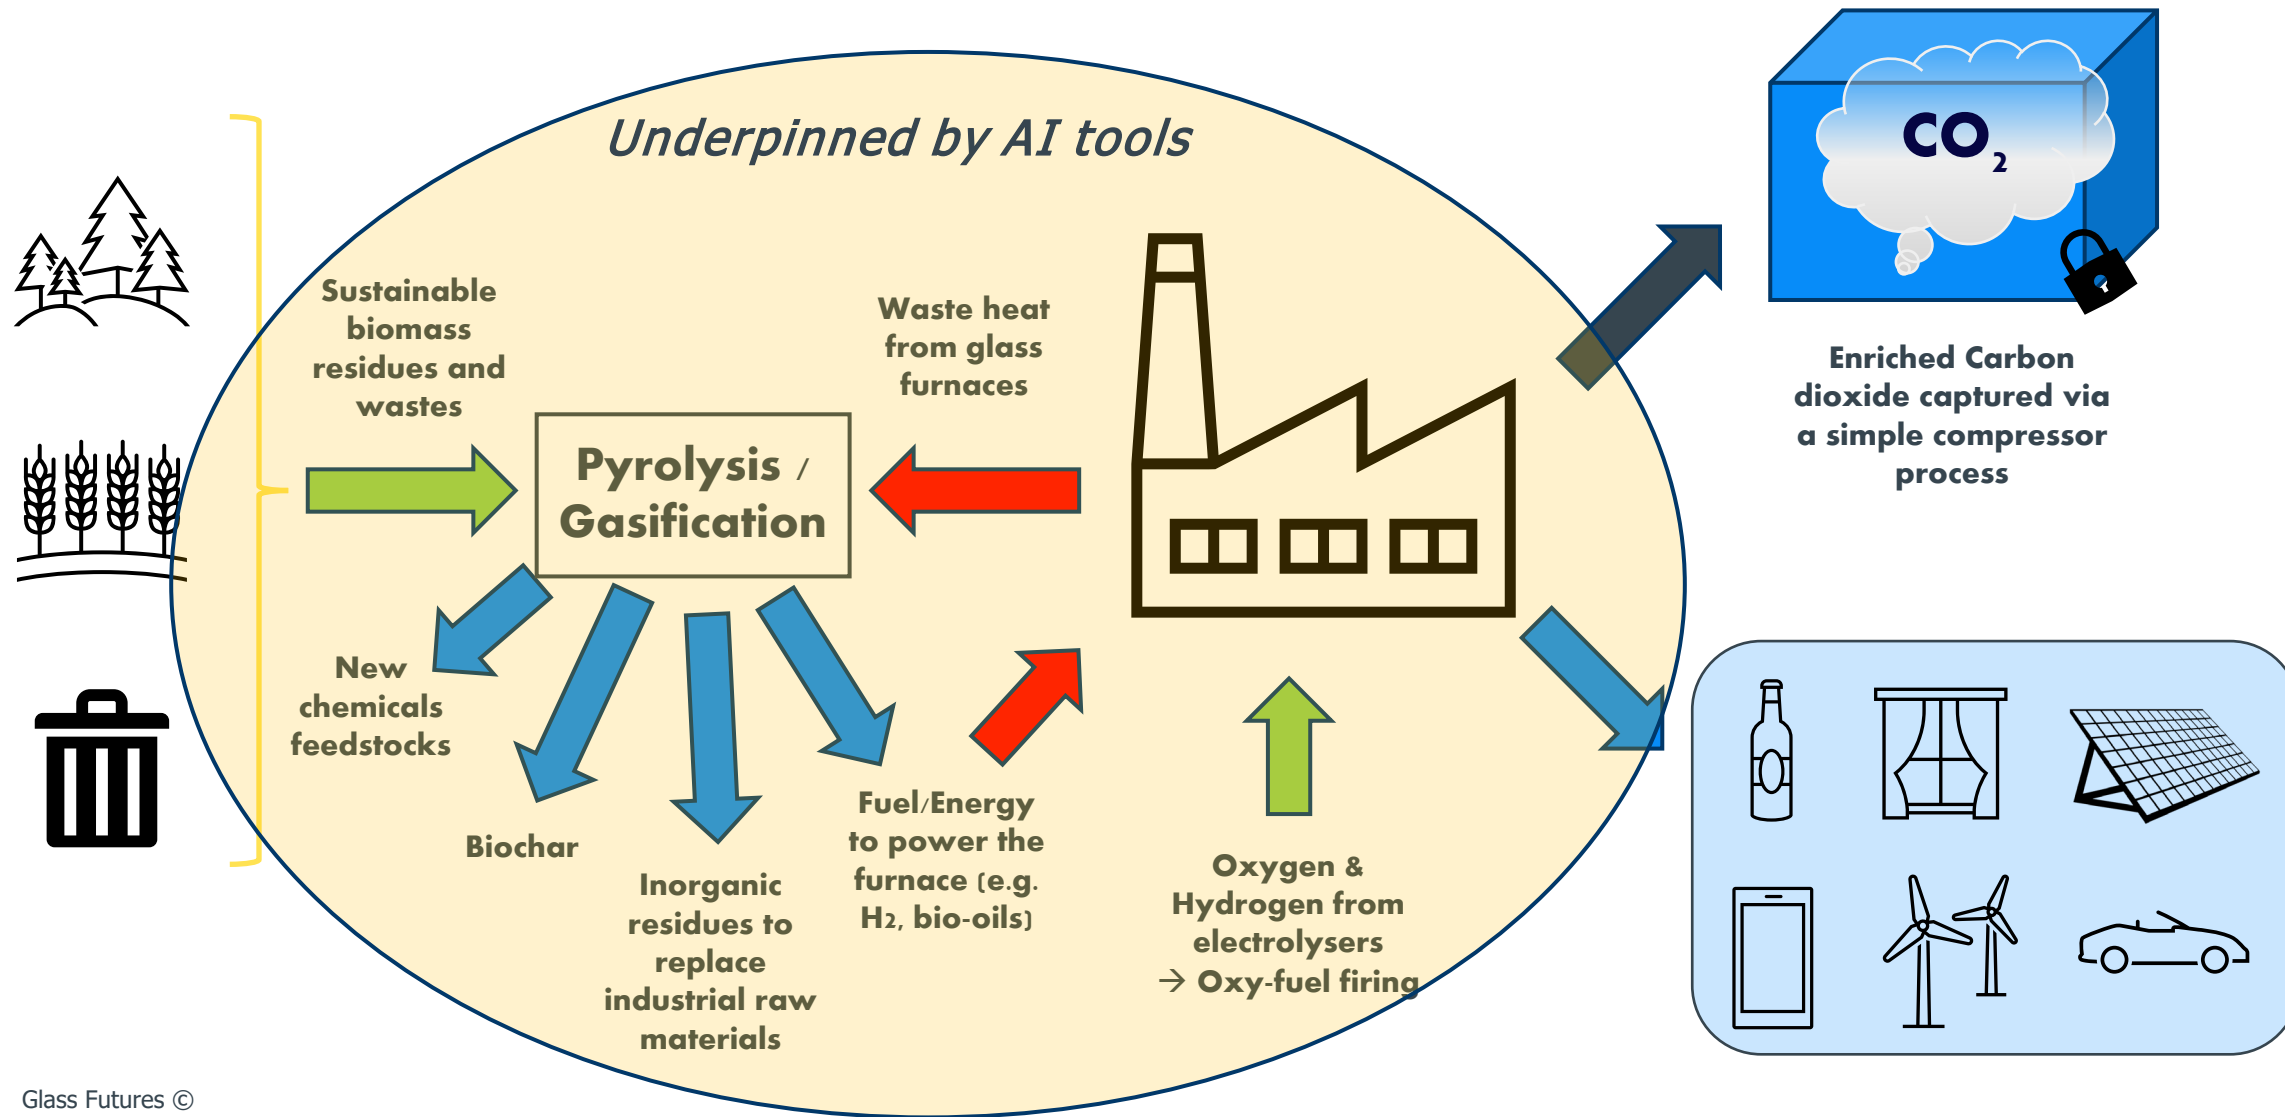 Underpinned by AI tools
CO2
Sustainable
biomass
residues and
wastes
Waste heat
from glass
furnaces
Enriched Carbon
dioxide captured via
a simple compressor
process
Pyrolysis /
Gasification
New
chemicals
feedstocks
Biochar
Inorganic
residues to
replace
industrial raw
materials
Fuel/Energy
to power the
furnace (e.g.
H2, bio-oils)
Oxygen &
Hydrogen from
electrolysers
→ Oxy-fuel firing
Glass Futures ©